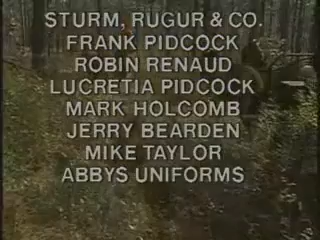 STURM, RUGUR & CO.
FRANK PIDCOCK
ROBIN RENAUD
LUCRETIA PIDCOCK
MARK HOLCOMB
JERRY BEARDEN
MIKE TAYLOR
ABBYS UNIFORMS